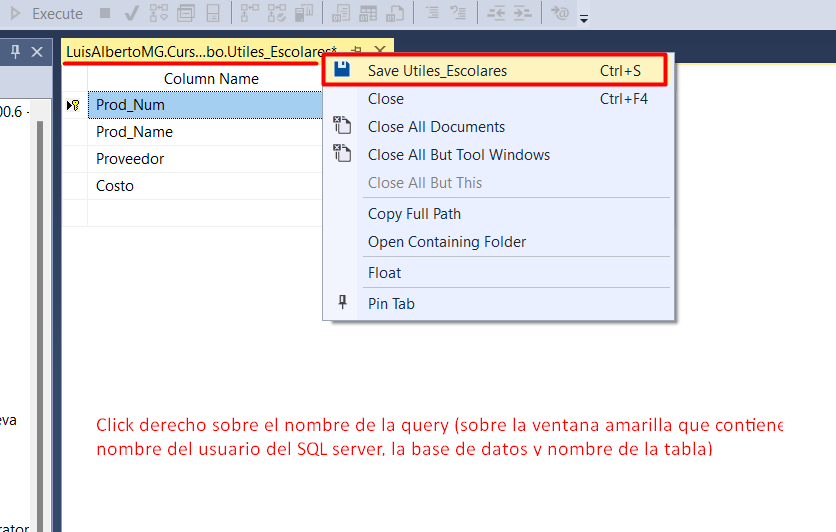 Execute
LuisAlbertoMG.Curs...bo.Utiles_Escolares*
Column Name
Prod_Num
Prod_Name
Proveedor
Costo
Save Utiles_Escolares Ctrl+S
Close Ctrl+F4
Close All Documents
Close All But Tool Windows
Close All But This
Copy Full Path
Open Containing Folder
Float
Pin Tab
00.6 -
eva
rator
Click derecho sobre el nombre de la query (sobre la ventana amarilla que contiene
nombre del usuario del SQL server, la base de datos y nombre de la tabla)